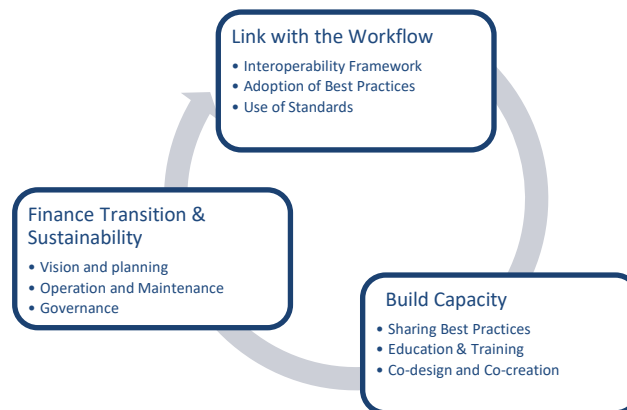 Link with the Workflow
• Interoperability Framework
• Adoption of Best Practices
• Use of Standards
Finance Transition &
Sustainability
• Vision and planning
• Operation and Maintenance
• Governance
Build Capacity
• Sharing Best Practices
• Education & Training
• Co-design and Co-creation